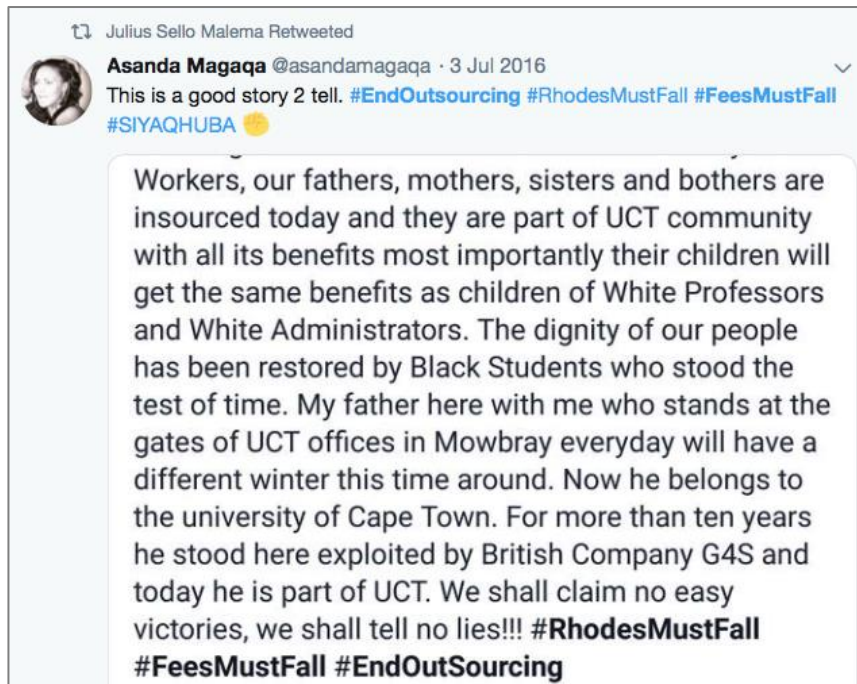 Julius Sello Malema Retweeted
Asanda Magaqa @asandamagaqa · 3 Jul 2016
This is a good story 2 tell. #EndOutsourcing #RhodesMustFall #FeesMustFall
#SIYAQHUBA
Workers, our fathers, mothers, sisters and bothers are
insourced today and they are part of UCT community
with all its benefits most importantly their children will
get the same benefits as children of White Professors
and White Administrators. The dignity of our people
has been restored by Black Students who stood the
test of time. My father here with me who stands at the
gates of UCT offices in Mowbray everyday will have a
different winter this time around. Now he belongs to
the university of Cape Town. For more than ten years
he stood here exploited by British Company G4S and
today he is part of UCT. We shall claim no easy
victories, we shall tell no lies!!! #RhodesMustFall
#FeesMustFall #EndOutSourcing